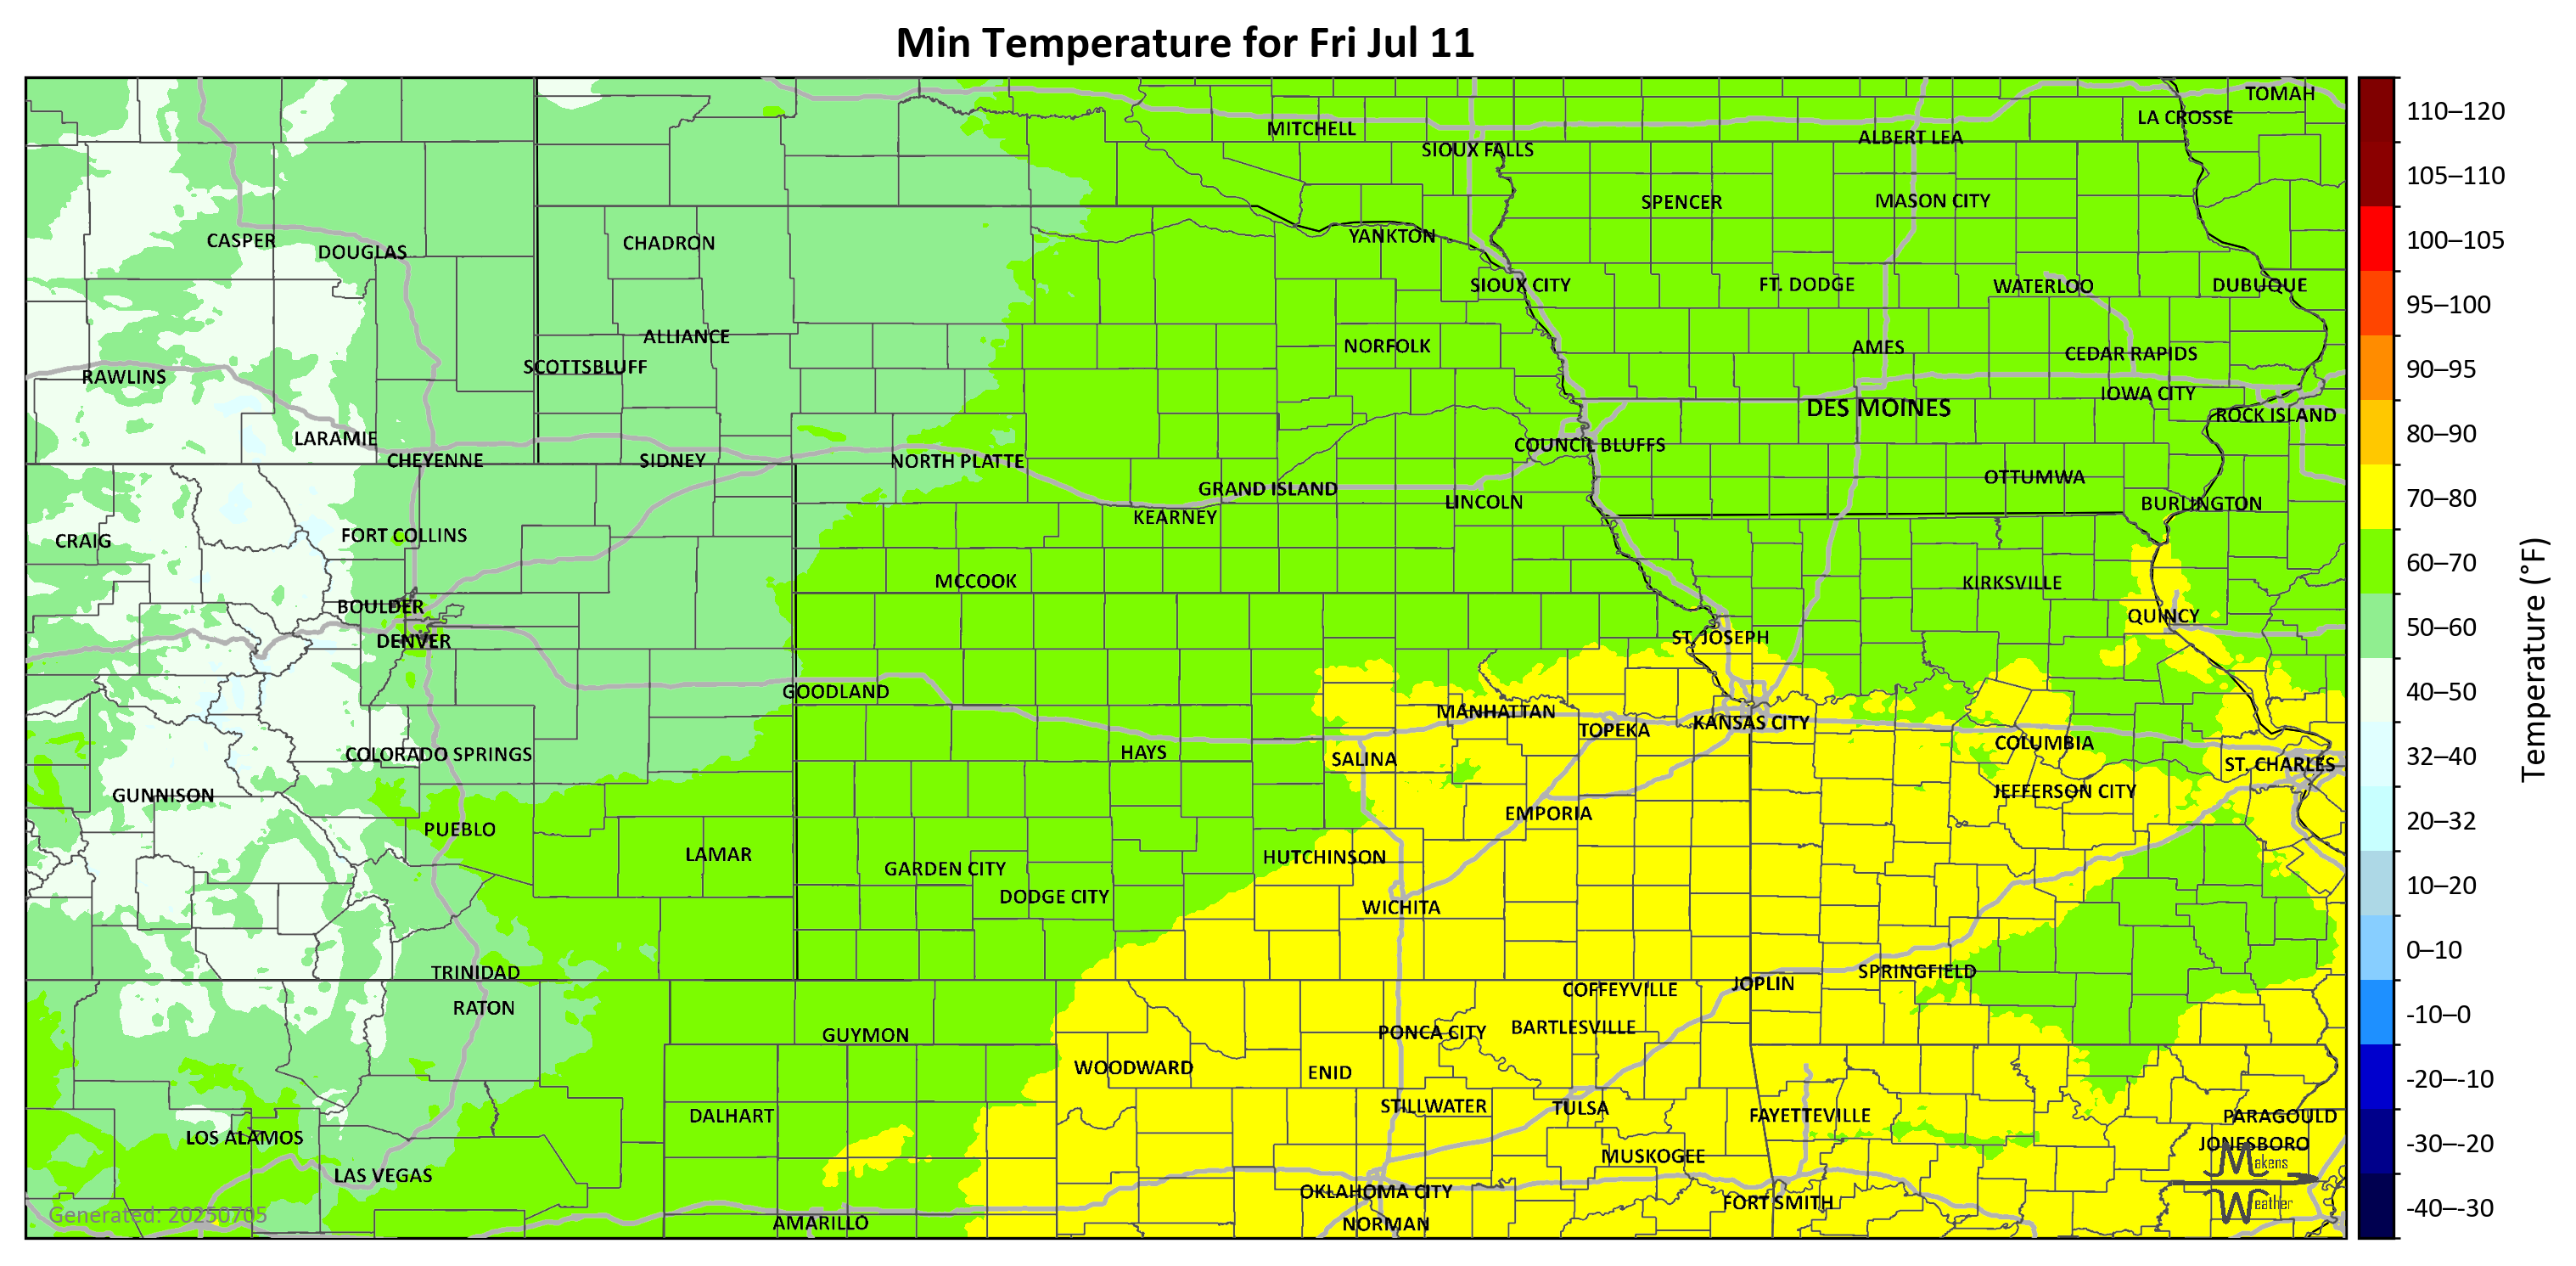 Min Temperature for Fri Jul 11
TOMAH
LA CROSSE
MITCHELL
ALBERT LEA
SIOUX FALLS
SPENCER
MASON CITY
CASPER
DOUGLAS
CHADRON
YANKTON
SIOUX CITY
FT. DODGE
WATERLOO
DUBUQUE
ALLIANCE
NORFOLK
AMES
CEDAR RAPIDS
SCOTTSBLUFF
RAWLINS
IOWA CITY
DES MOINES
ROCK ISLAND
LARAMIE
COUNCIL BLUFFS
CHEYENNE
SIDNEY
NORTH PLATTE
OTTUMWA
GRAND ISLAND
LINCOLN
BURLINGTON
KEARNEY
FORT COLLINS
CRAIG
MCCOOK
KIRKSVILLE
BOULDER
QUINCY
DENVER
ST. JOSEPH
GOODLAND
MANHATTAN
KANSAS CITY
TOPEKA
COLUMBIA
COLORADO SPRINGS
HAYS
SALINA
ST. CHARLES
GUNNISON
JEFFERSON CITY
EMPORIA
PUEBLO
LAMAR
HUTCHINSON
GARDEN CITY
DODGE CITY
WICHITA
TRINIDAD
SPRINGFIELD
JOPLIN
COFFEYVILLE
RATON
GUYMON
PONCA CITY
BARTLESVILLE
WOODWARD
ENID
DALHART
STILLWATER
TULSA
FAYETTEVILLE
PARAGOULD
LOS ALAMOS
JONESBORO
MUSKOGEE
LAS VEGAS
OKLAHOMA CITY
FORT SMITH
AMARILLO
NORMAN
Makens
Weather
Generated: 20250705
110–120
105–110
100–105
95–100
90–95
80–90
70–80
60–70
50–60
40–50
32–40
20–32
10–20
0–10
-10–0
-20–-10
-30–-20
-40–-30
Temperature (°F)